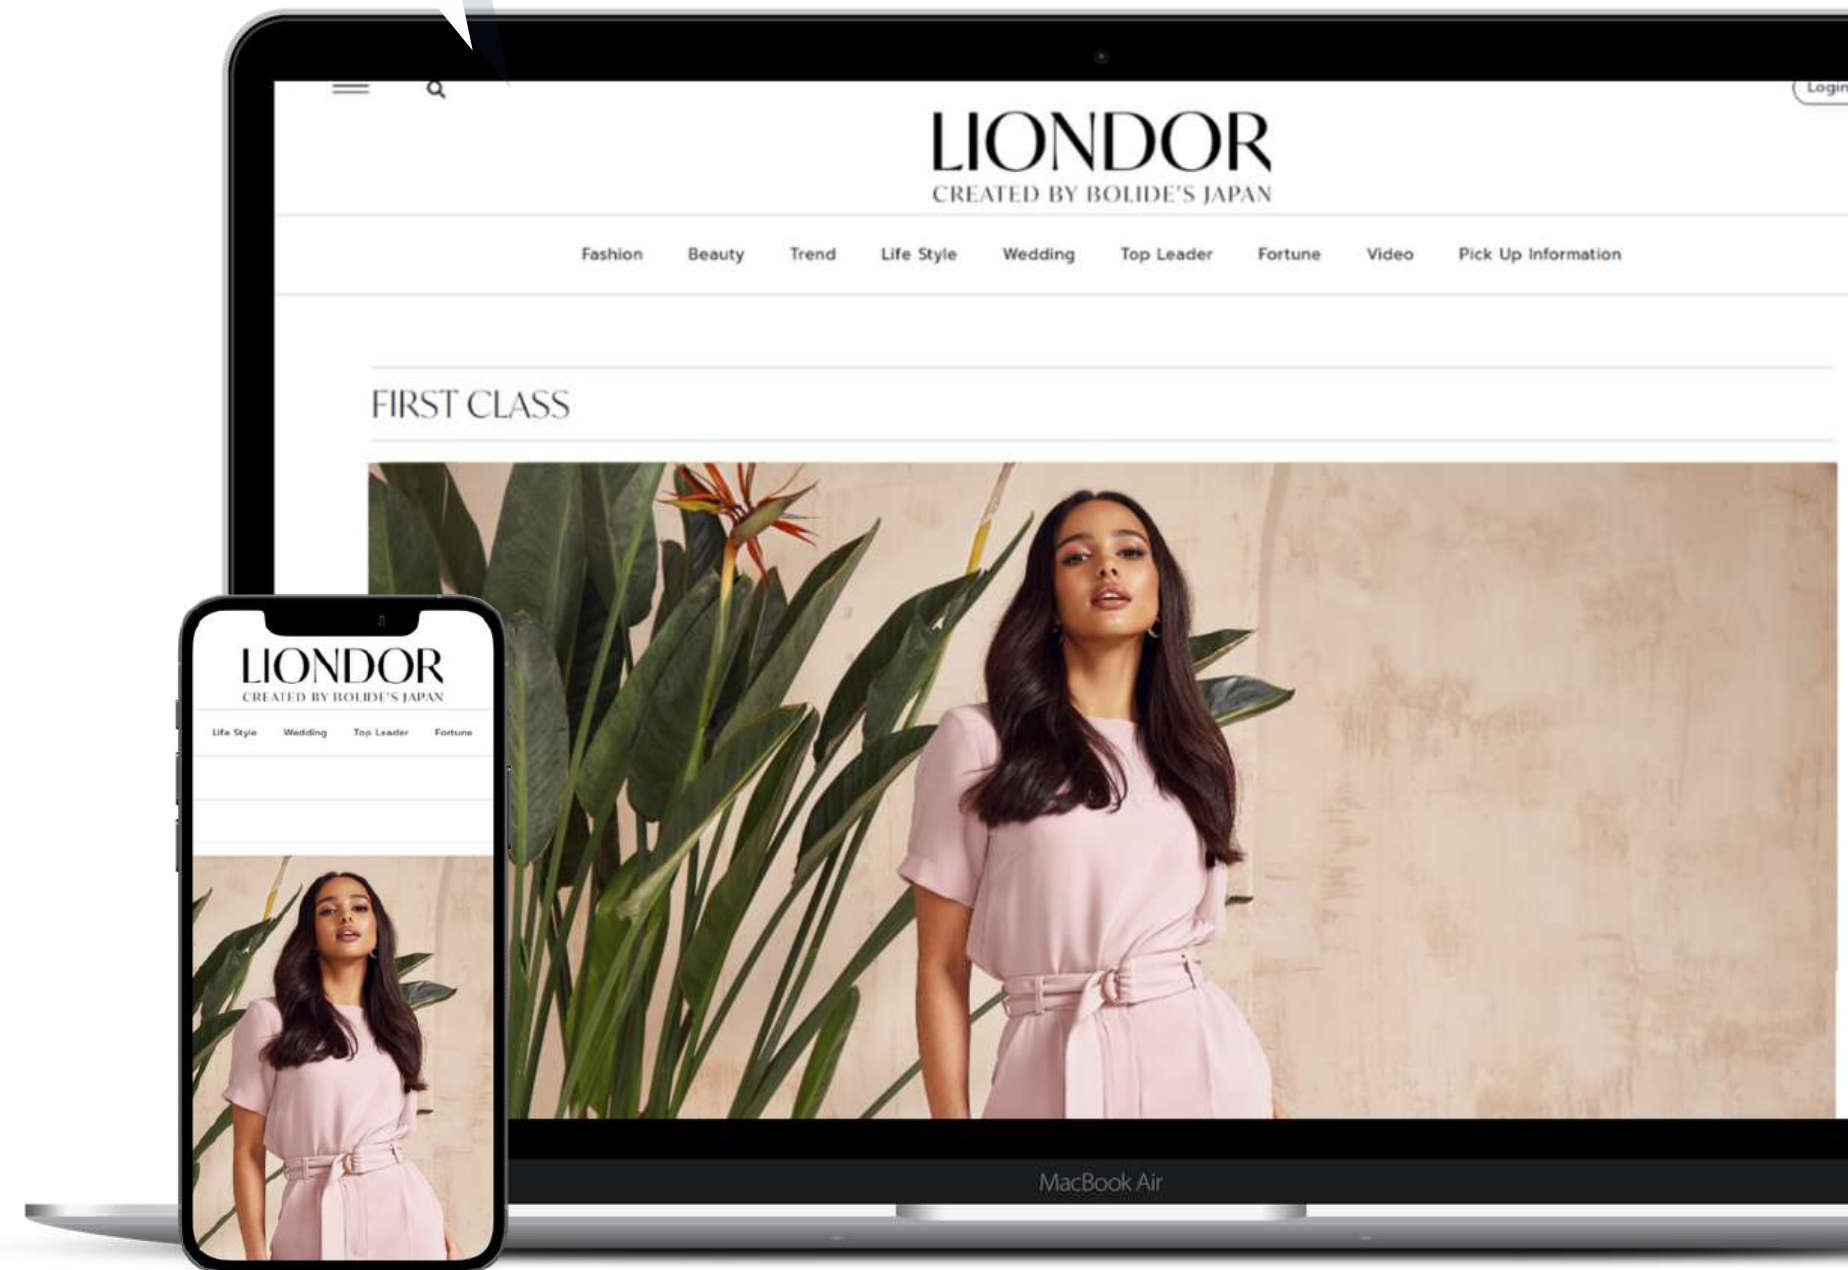 Login
LIONDOR
CREATED BY BOLIDE'S JAPAN
Fashion Beauty Trend Life Style Wedding Top Leader Fortune Video Pick Up Information
FIRST CLASS
LIONDOR
CREATED BY BOLIDE'S JAPAN
Life Style Wedding Top Leader Fortune
MacBook Air